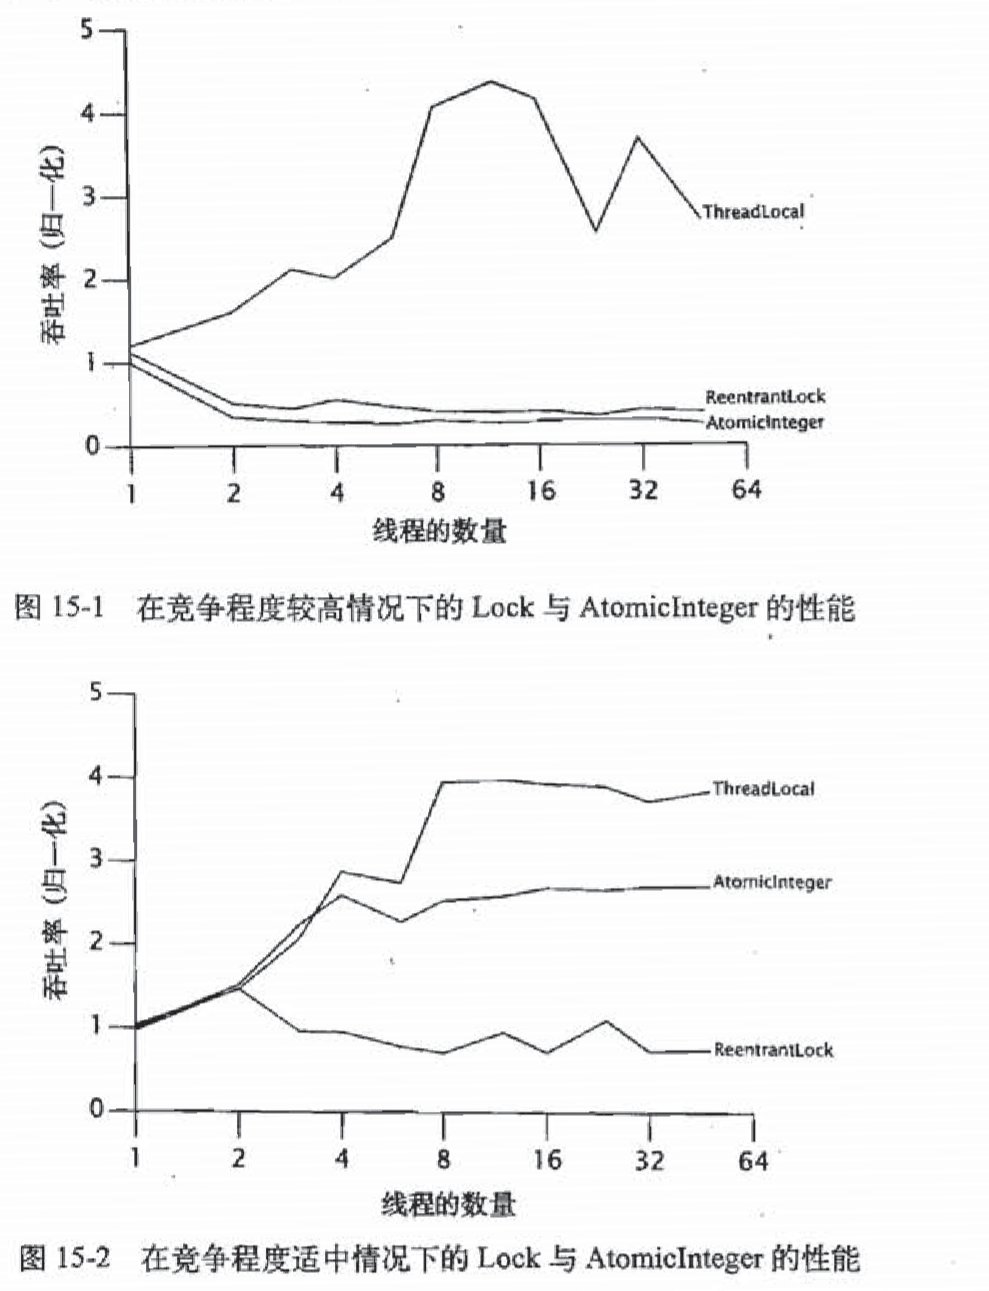 5
4
3
2
1
0
吞吐率（归一化）
ThreadLocal
ReentrantLock
AtomicInteger
1 2 4 8 16 32 64
线程的数量
图 15-1 在竞争程度较高情况下的 Lock 与 AtomicInteger 的性能
5
4
3
2
1
0
吞吐率（归一化）
ThreadLocal
AtomicInteger
ReentrantLock
1 2 4 8 16 32 64
线程的数量
图 15-2 在竞争程度适中情况下的 Lock 与 AtomicInteger 的性能